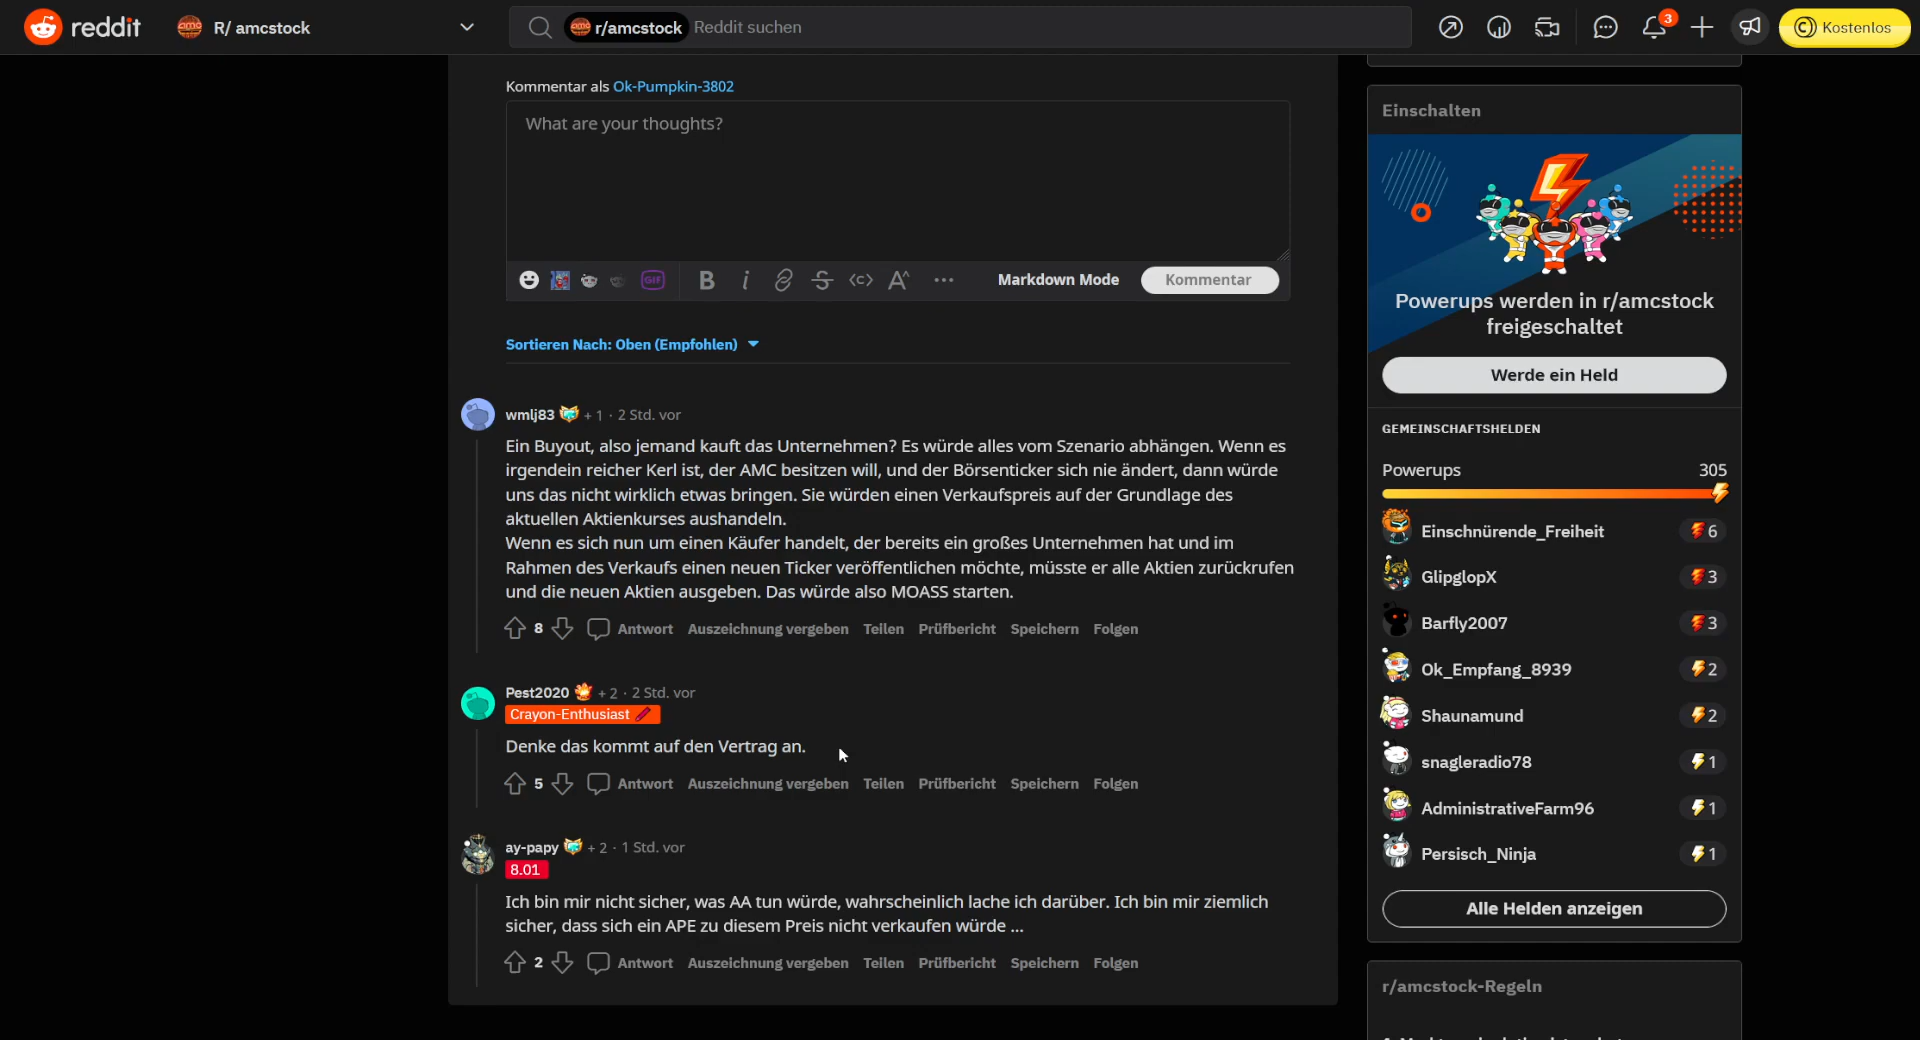 reddit
R/ amcstock
r/amcstock Reddit suchen
3
Kostenlos
Kommentar als Ok-Pumpkin-3802
What are your thoughts?
GIF
B i S <c> A^ ...
Markdown Mode
Kommentar
Sortieren Nach: Oben (Empfohlen)
wmlj83 +1 · 2 Std. vor
Ein Buyout, also jemand kauft das Unternehmen? Es würde alles vom Szenario abhängen. Wenn es
irgendein reicher Kerl ist, der AMC besitzen will, und der Börsenticker sich nie ändert, dann würde
uns das nicht wirklich etwas bringen. Sie würden einen Verkaufspreis auf der Grundlage des
aktuellen Aktienkurses aushandeln.
Wenn es sich nun um einen Käufer handelt, der bereits ein großes Unternehmen hat und im
Rahmen des Verkaufs einen neuen Ticker veröffentlichen möchte, müsste er alle Aktien zurückrufen
und die neuen Aktien ausgeben. Das würde also MOASS starten.
8 Antwort Auszeichnung vergeben Teilen Prüfbericht Speichern Folgen
Pest2020 +2 · 2 Std. vor
Crayon-Enthusiast
Denke das kommt auf den Vertrag an.
5 Antwort Auszeichnung vergeben Teilen Prüfbericht Speichern Folgen
ay-papy +2 · 1 Std. vor
8.01
Ich bin mir nicht sicher, was AA tun würde, wahrscheinlich lache ich darüber. Ich bin mir ziemlich
sicher, dass sich ein APE zu diesem Preis nicht verkaufen würde ...
2 Antwort Auszeichnung vergeben Teilen Prüfbericht Speichern Folgen
Einschalten
Powerups werden in r/amcstock
freigeschaltet
Werde ein Held
GEMEINSCHAFTSHELDEN
Powerups 305
Einschnürende_Freiheit 6
GlipglopX 3
Barfly2007 3
Ok_Empfang_8939 2
Shaunamund 2
snagleradio78 1
AdministrativeFarm96 1
Persisch_Ninja 1
Alle Helden anzeigen
r/amcstock-Regeln